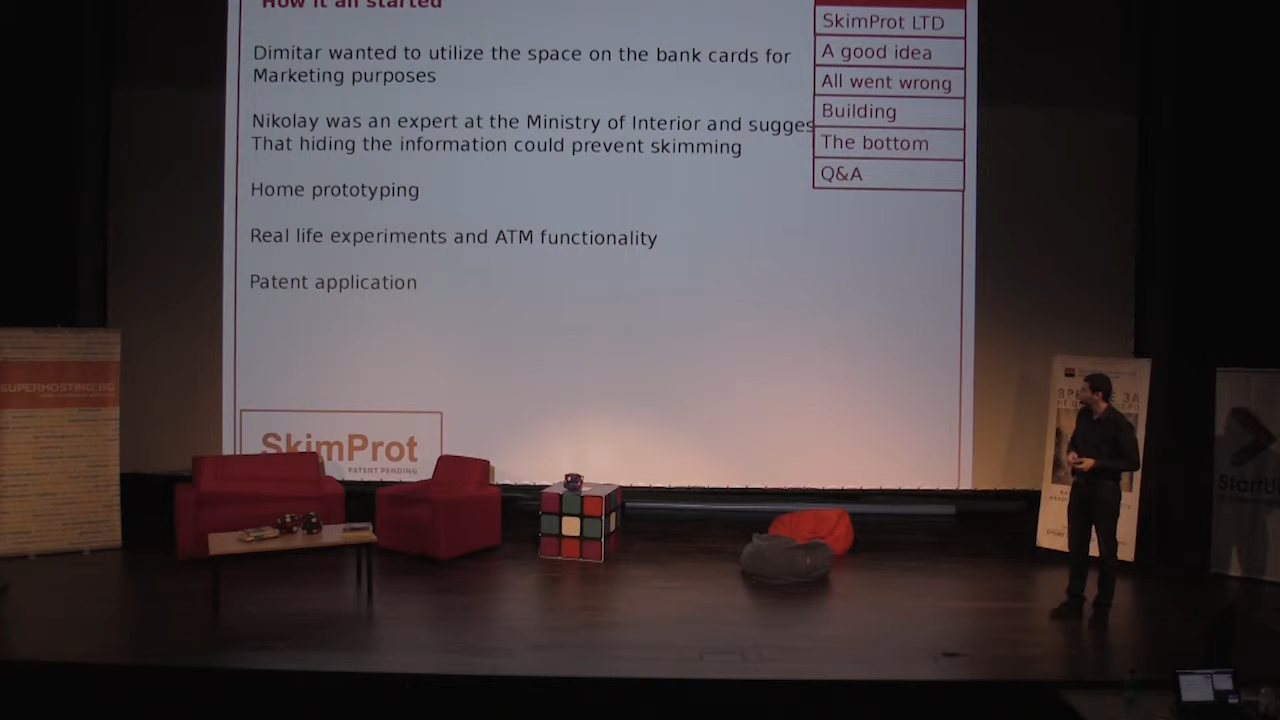 How it all started
Dimitar wanted to utilize the space on the bank cards for
Marketing purposes
Nikolay was an expert at the Ministry of Interior and sugges
That hiding the information could prevent skimming
Home prototyping
Real life experiments and ATM functionality
Patent application
SkimProt LTD
A good idea
All went wrong
Building
The bottom
Q&A
SkimProt
PATENT PENDING
SUPERHOSTING.BG
ВРЕМЕ ЗА
StartU